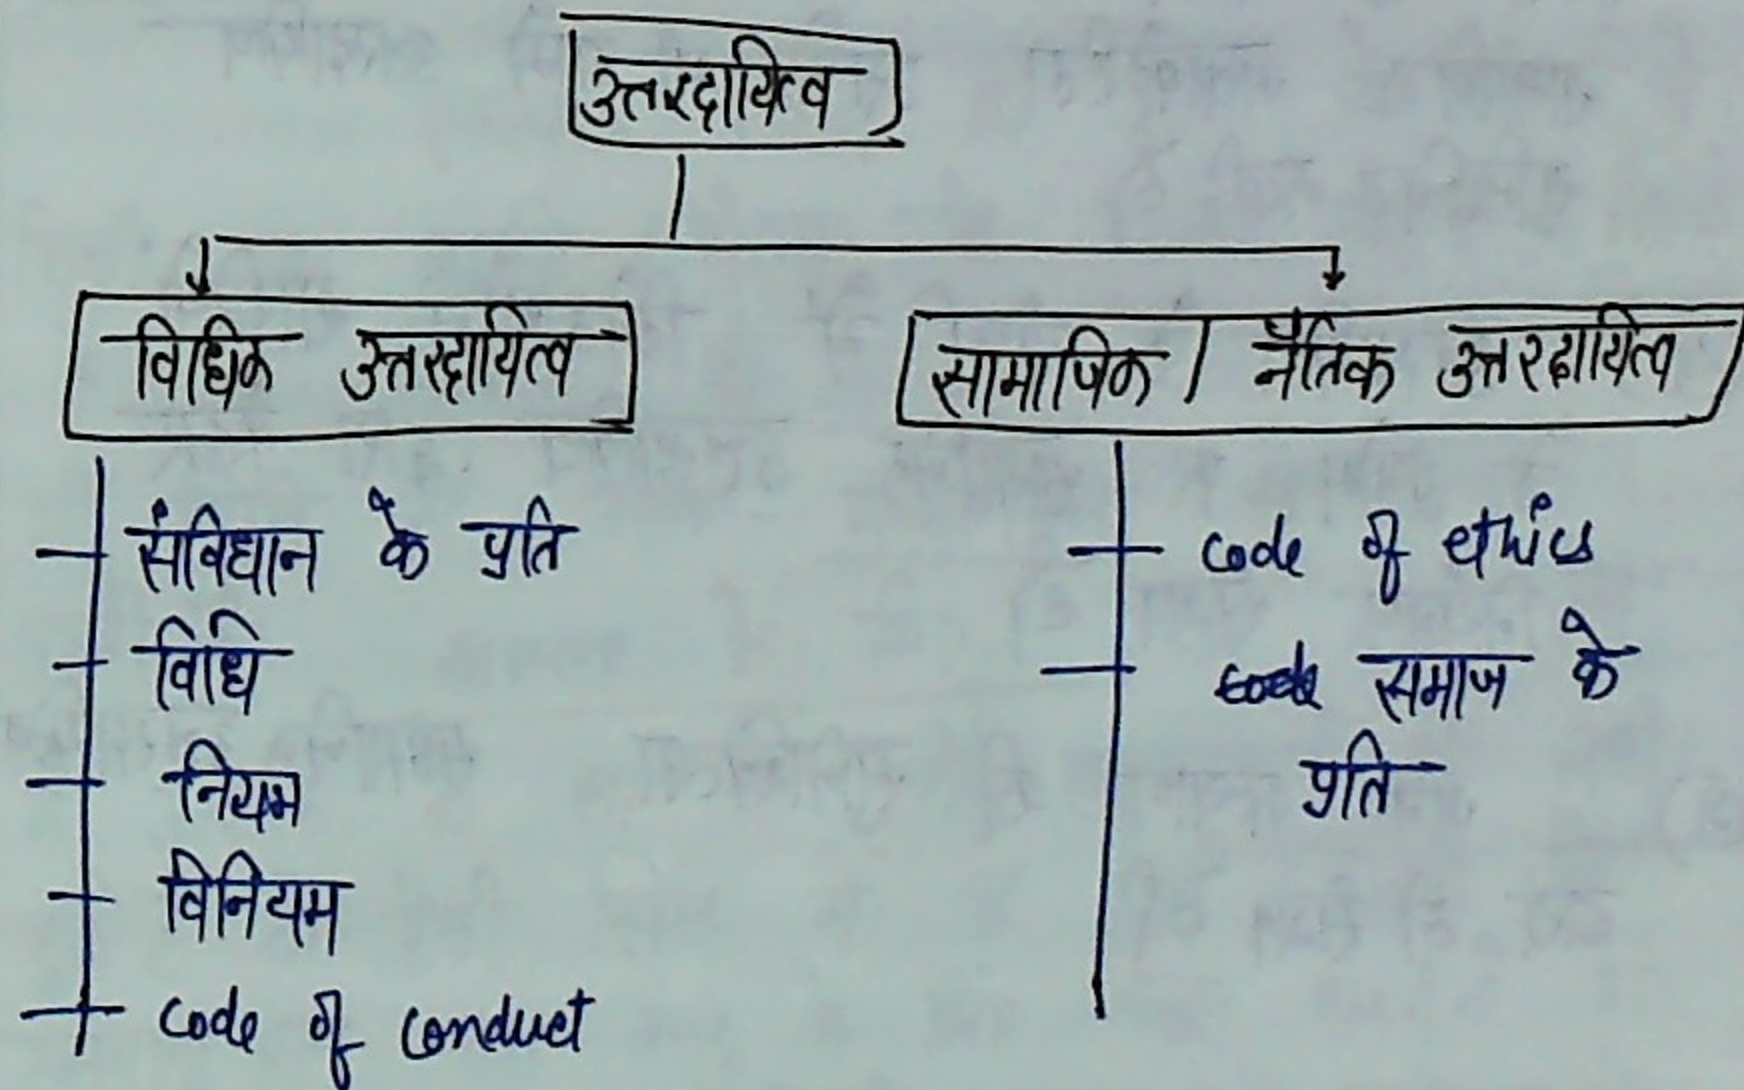 उत्तरदायित्व
विधिक उत्तरदायित्व
सामाजिक / नैतिक उत्तरदायित्व
संविधान के प्रति
विधि
नियम
विनियम
code of conduct
code of ethics
समाज के
प्रति